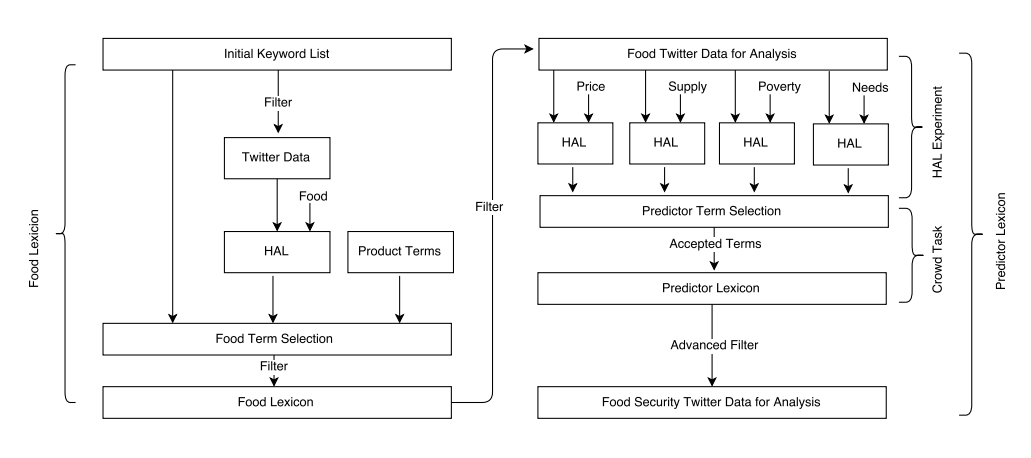 Initial Keyword List
Filter
Twitter Data
Food
HAL
Product Terms
Food Term Selection
Filter
Food Lexicon
Food Lexicion
Filter
Food Twitter Data for Analysis
Price
Supply
Poverty
Needs
HAL
HAL
HAL
HAL
Predictor Term Selection
Accepted Terms
Predictor Lexicon
Advanced Filter
Food Security Twitter Data for Analysis
HAL Experiment
Crowd Task
Predictor Lexicon